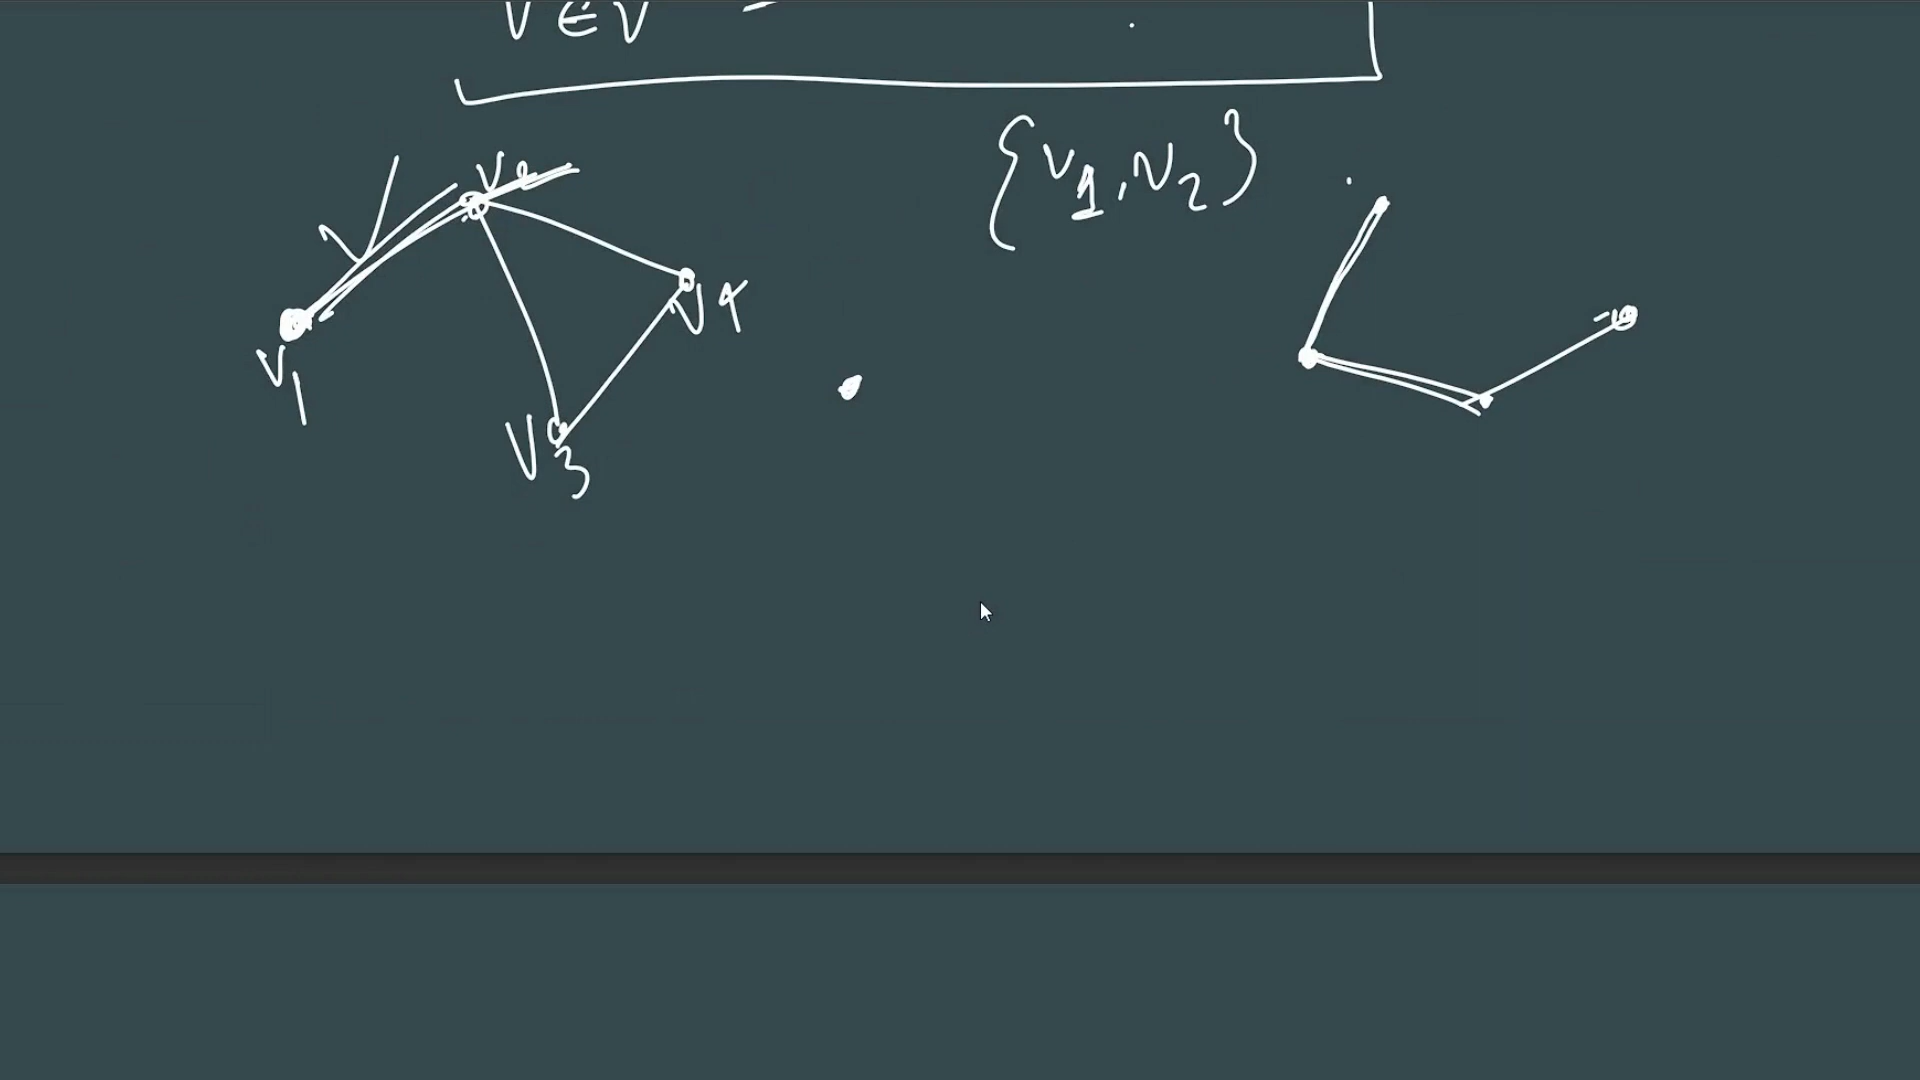 v ∈ V =
{v1, v2}
v2
v4
v1
v3